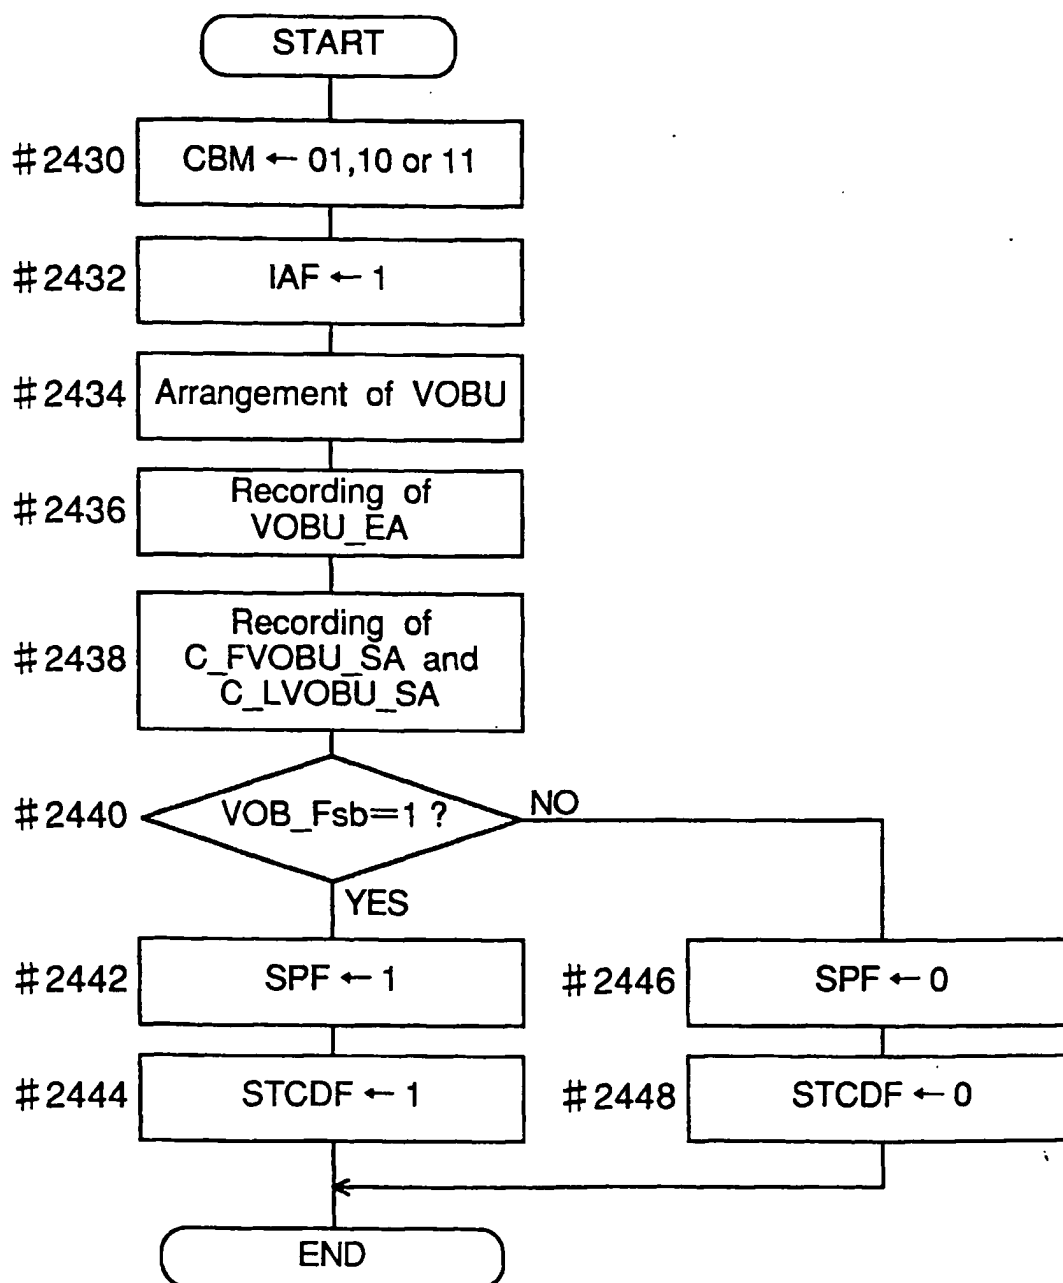 START
#2430
CBM ← 01,10 or 11
#2432
IAF ← 1
#2434
Arrangement of VOBU
#2436
Recording of
VOBU_EA
#2438
Recording of
C_FVOBU_SA and
C_LVOBU_SA
#2440
VOB_Fsb=1 ?
NO
YES
#2442
SPF ← 1
#2446
SPF ← 0
#2444
STCDF ← 1
#2448
STCDF ← 0
END